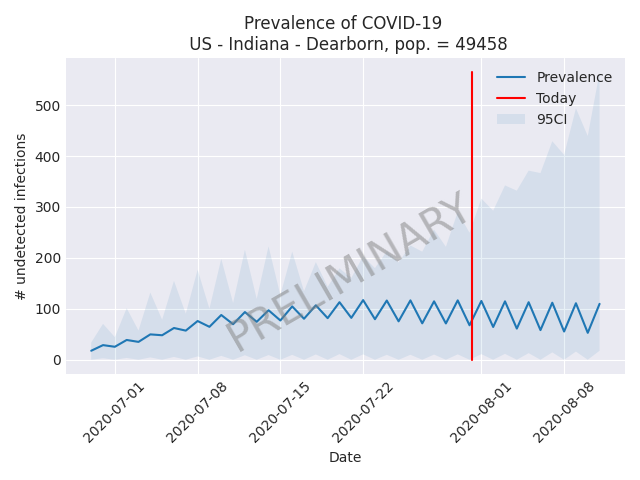 Prevalence of COVID-19
US - Indiana - Dearborn, pop. = 49458
# undetected infections
500
400
300
200
100
0
Prevalence
Today
95CI
PRELIMINARY
2020-07-01
2020-07-08
2020-07-15
2020-07-22
2020-08-01
2020-08-08
Date